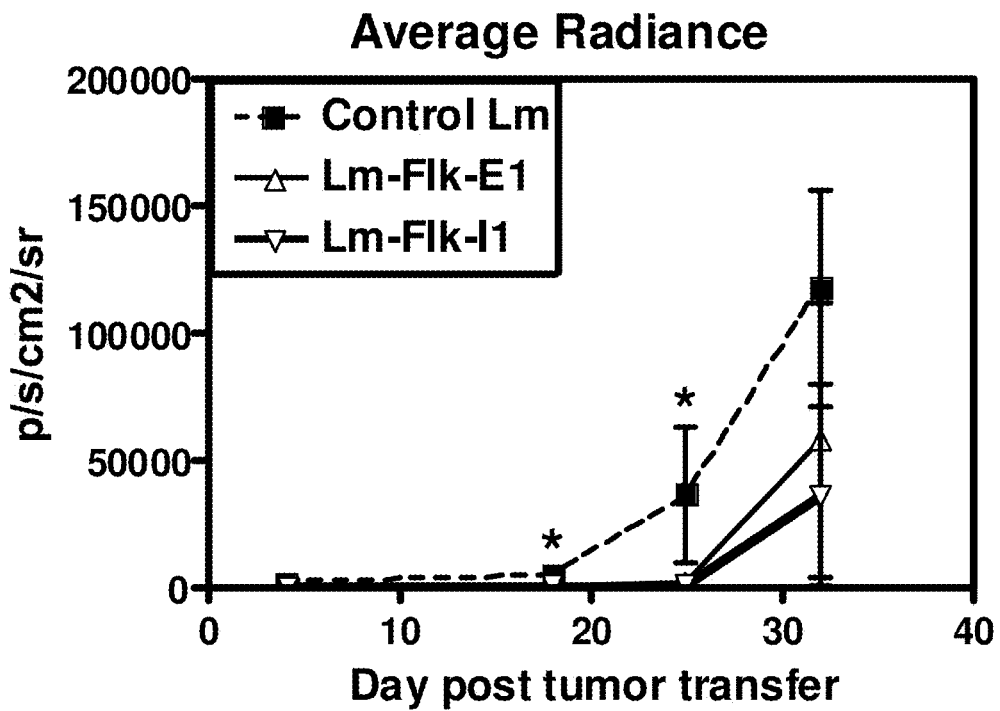 Average Radiance
200000
150000
100000
50000
0
p/s/cm2/sr
Control Lm
Lm-Flk-E1
Lm-Flk-I1
*
*
0 10 20 30 40
Day post tumor transfer